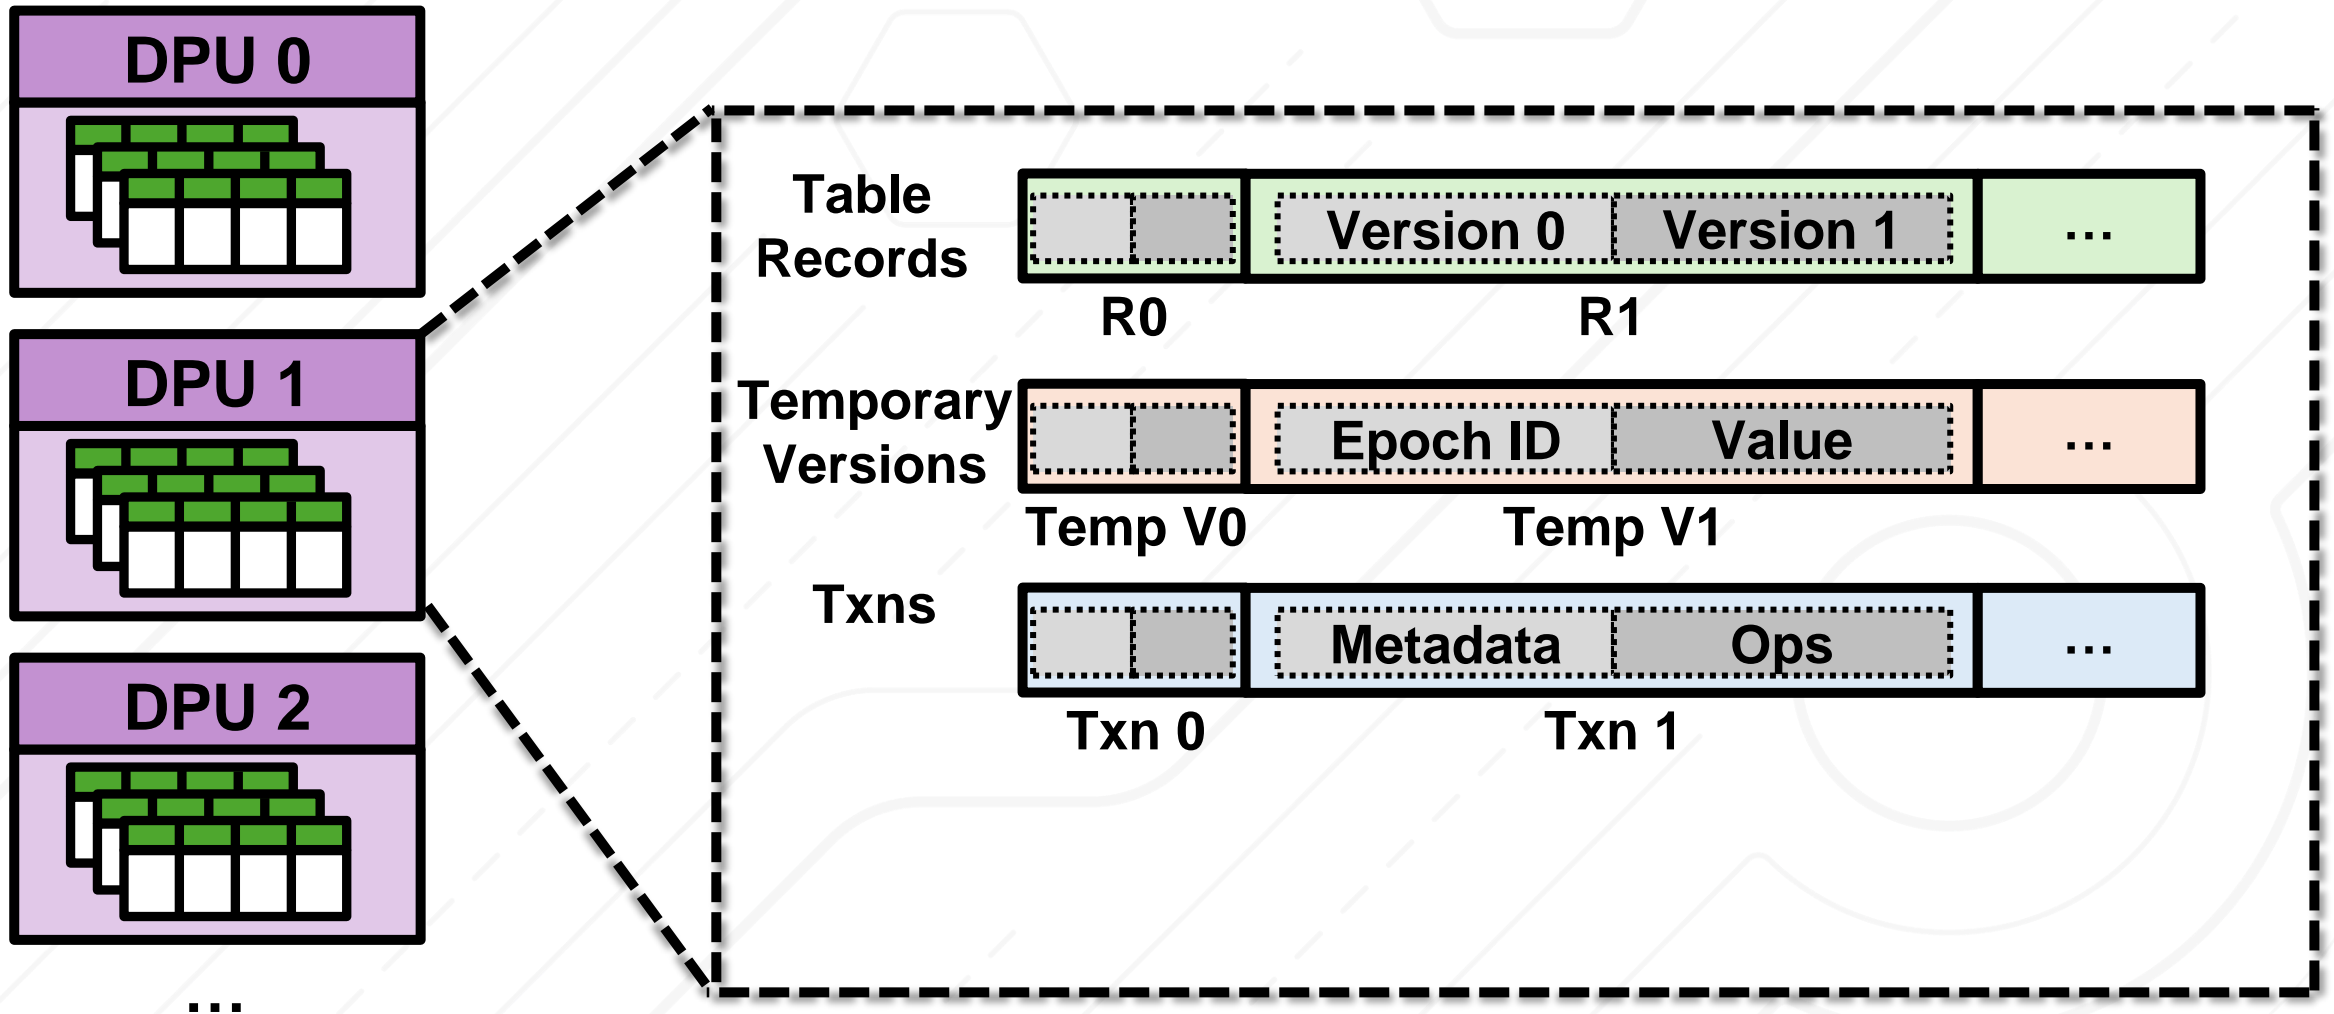 DPU 0
DPU 1
DPU 2
...
Table
Records
Version 0 Version 1 ...
R0 R1
Temporary
Versions
Epoch ID Value ...
Temp V0 Temp V1
Txns
Metadata Ops ...
Txn 0 Txn 1